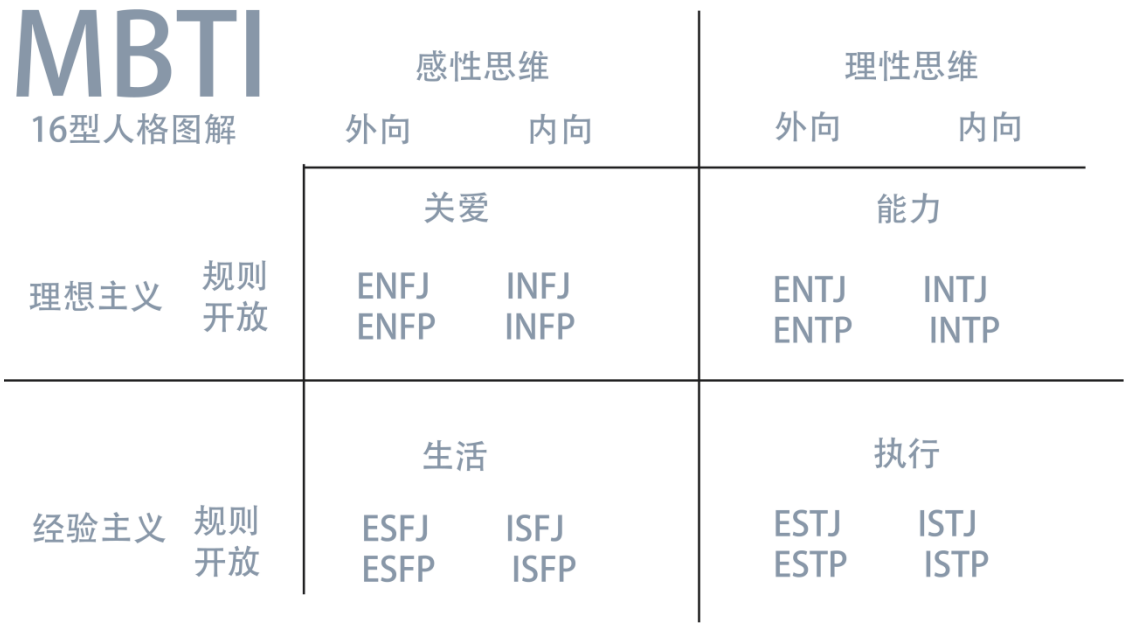 MBTI
16型人格图解
感性思维 理性思维
外向 内向 外向 内向
关爱 能力
理想主义 规则 ENFJ INFJ ENTJ INTJ
开放 ENFP INFP ENTP INTP
生活 执行
经验主义 规则 ESFJ ISFJ ESTJ ISTJ
开放 ESFP ISFP ESTP ISTP